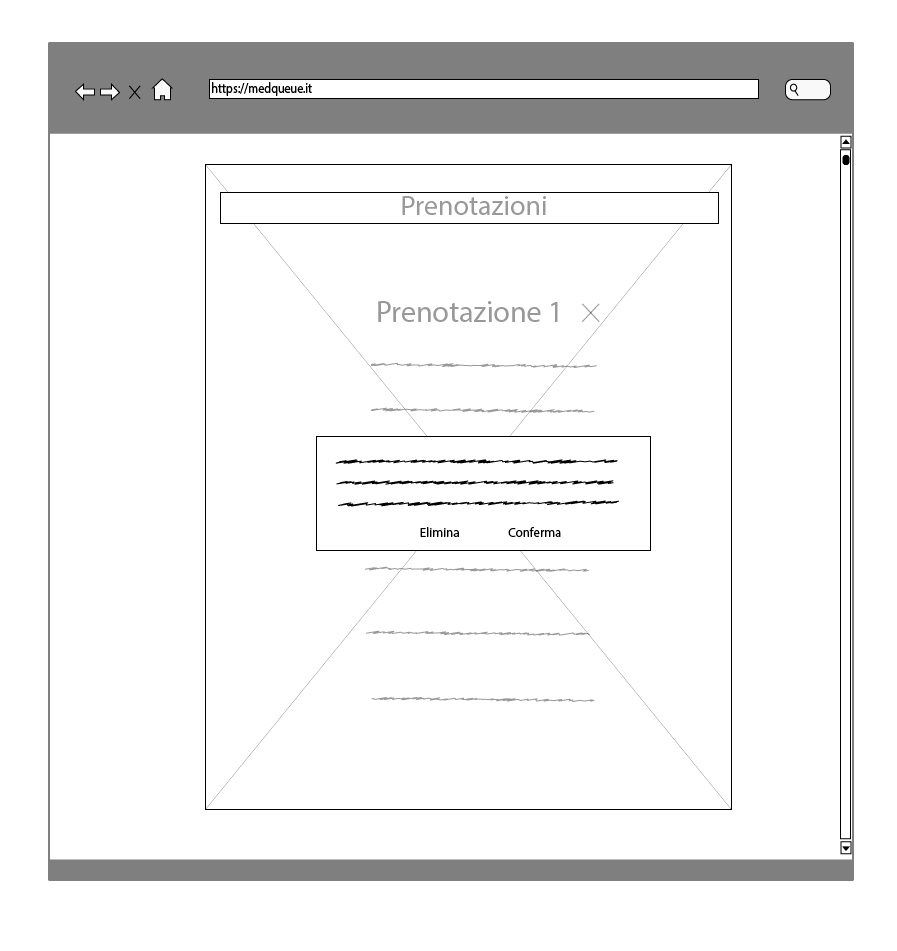 https://medqueue.it
Prenotazioni
Prenotazione 1
Elimina Conferma